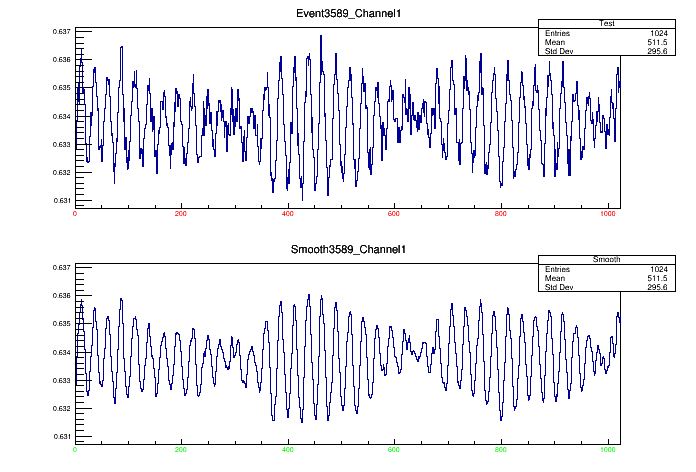 Event3589_Channel1
Test
Entries 1024
Mean 511.5
Std Dev 295.6
0.637
0.636
0.635
0.634
0.633
0.632
0.631
0 200 400 600 800 1000
Smooth3589_Channel1
Smooth
Entries 1024
Mean 511.5
Std Dev 295.6
0.637
0.636
0.635
0.634
0.633
0.632
0.631
0 200 400 600 800 1000